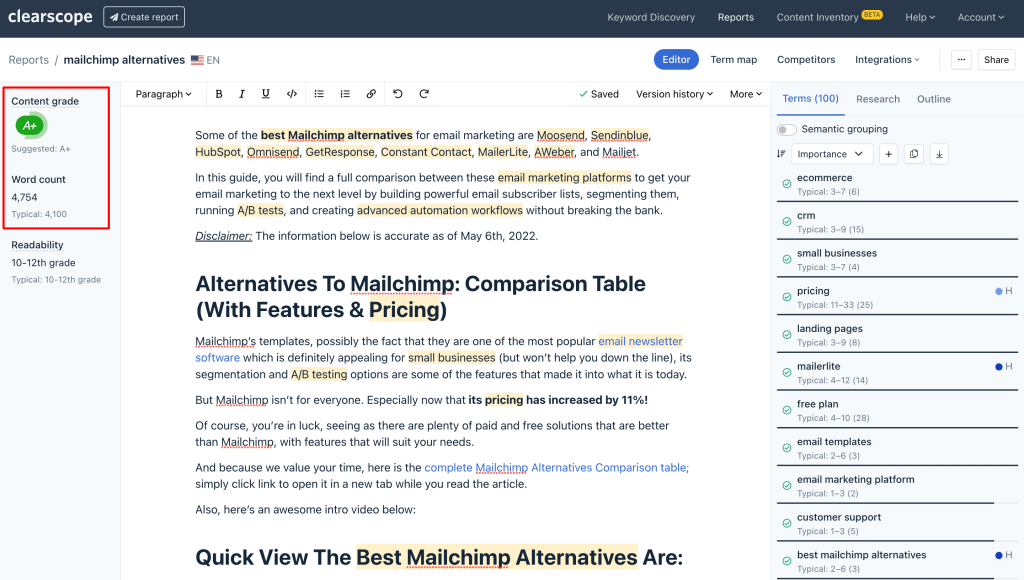 clearscope
Create report
Keyword Discovery
Reports
Content Inventory BETA
Help
Account
Reports / mailchimp alternatives EN
Editor
Term map
Competitors
Integrations
...
Share
Content grade
A+
Suggested: A+
Word count
4,754
Typical: 4,100
Readability
10-12th grade
Typical: 10-12th grade
Paragraph
B
I
U
Saved
Version history
More
Some of the best Mailchimp alternatives for email marketing are Moosend, Sendinblue,
HubSpot, Omnisend, GetResponse, Constant Contact, MailerLite, AWeber, and Mailjet.
In this guide, you will find a full comparison between these email marketing platforms to get your
email marketing to the next level by building powerful email subscriber lists, segmenting them,
running A/B tests, and creating advanced automation workflows without breaking the bank.
Disclaimer: The information below is accurate as of May 6th, 2022.
Alternatives To Mailchimp: Comparison Table
(With Features & Pricing)
Mailchimp's templates, possibly the fact that they are one of the most popular email newsletter
software which is definitely appealing for small businesses (but won't help you down the line), its
segmentation and A/B testing options are some of the features that made it into what it is today.
But Mailchimp isn't for everyone. Especially now that its pricing has increased by 11%!
Of course, you're in luck, seeing as there are plenty of paid and free solutions that are better
than Mailchimp, with features that will suit your needs.
And because we value your time, here is the complete Mailchimp Alternatives Comparison table;
simply click link to open it in a new tab while you read the article.
Also, here's an awesome intro video below:
Quick View The Best Mailchimp Alternatives Are:
Terms (100)
Research
Outline
Semantic grouping
Importance
ecommerce
Typical: 3–7 (6)
crm
Typical: 3–9 (15)
small businesses
Typical: 3–7 (4)
pricing
H
Typical: 11–33 (25)
landing pages
Typical: 3–9 (8)
mailerlite
H
Typical: 4–12 (14)
free plan
Typical: 4–10 (28)
email templates
Typical: 2–6 (3)
email marketing platform
Typical: 1–3 (2)
customer support
Typical: 1–3 (5)
best mailchimp alternatives
H
Typical: 2–6 (3)